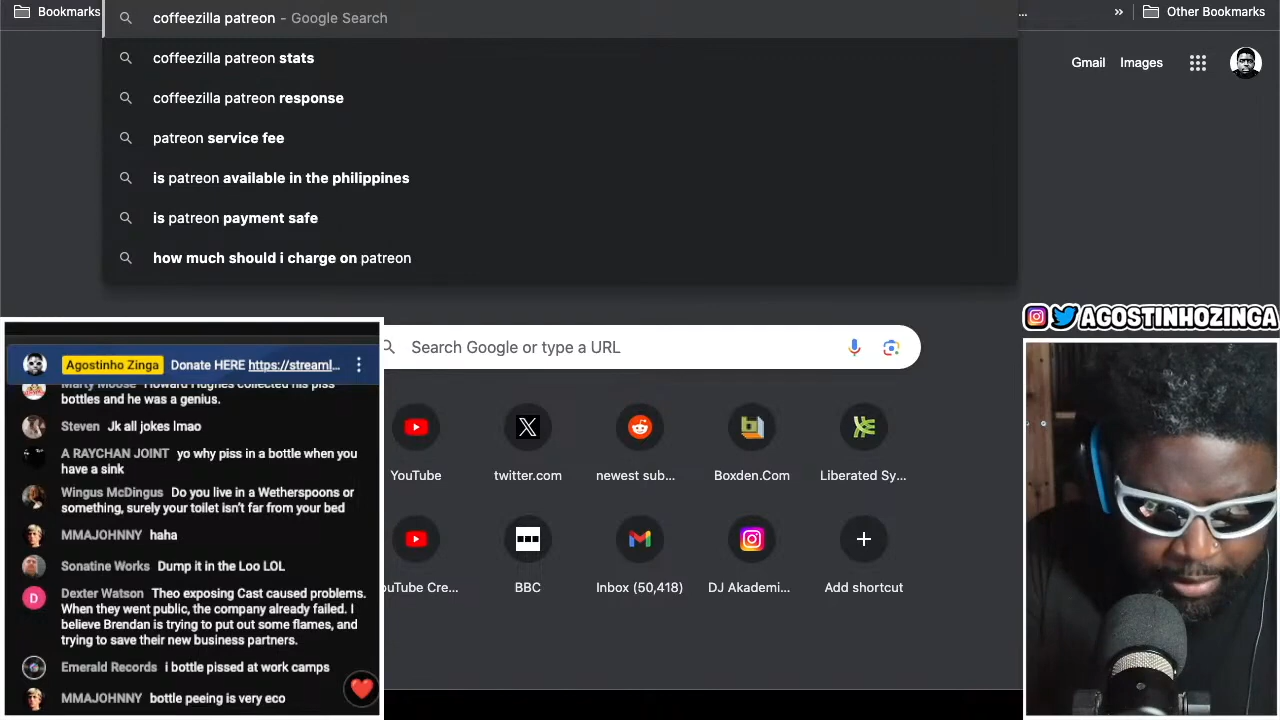 Bookmarks
coffeezilla patreon - Google Search
...
»
Other Bookmarks
coffeezilla patreon stats
Gmail
Images
coffeezilla patreon response
patreon service fee
is patreon available in the philippines
is patreon payment safe
how much should i charge on patreon
AGOSTINHOZINGA
Search Google or type a URL
Agostinho Zinga Donate HERE https://streaml...
Marty Moose Howard Hughes collected his piss
bottles and he was a genius.
Steven Jk all jokes lmao
A RAYCHAN JOINT yo why piss in a bottle when you
have a sink
Wingus McDingus Do you live in a Wetherspoons or
something, surely your toilet isn't far from your bed
MMAJOHNNY haha
Sonatine Works Dump it in the Loo LOL
Dexter Watson Theo exposing Cast caused problems.
When they went public, the company already failed. I
believe Brendan is trying to put out some flames, and
trying to save their new business partners.
Emerald Records i bottle pissed at work camps
MMAJOHNNY bottle peeing is very eco
D
YouTube
twitter.com
newest sub...
Boxden.Com
Liberated Sy...
uTube Cre...
BBC
Inbox (50,418)
DJ Akademi...
Add shortcut